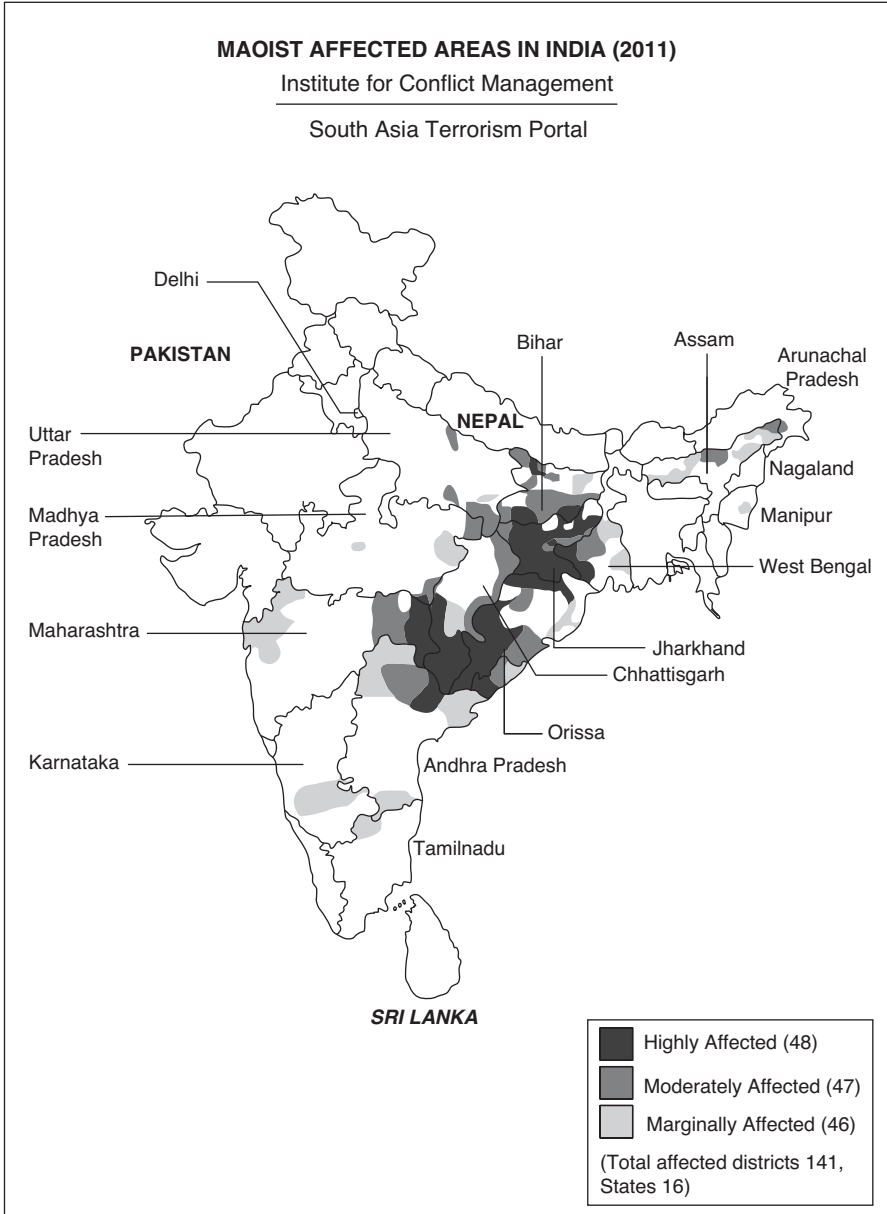 MAOIST AFFECTED AREAS IN INDIA (2011)
Institute for Conflict Management
South Asia Terrorism Portal
Delhi
PAKISTAN
Bihar
Assam
Arunachal
Pradesh
NEPAL
Uttar
Pradesh
Nagaland
Madhya
Pradesh
Manipur
West Bengal
Maharashtra
Jharkhand
Chhattisgarh
Orissa
Karnataka
Andhra Pradesh
Tamilnadu
SRI LANKA
Highly Affected (48)
Moderately Affected (47)
Marginally Affected (46)
(Total affected districts 141,
States 16)